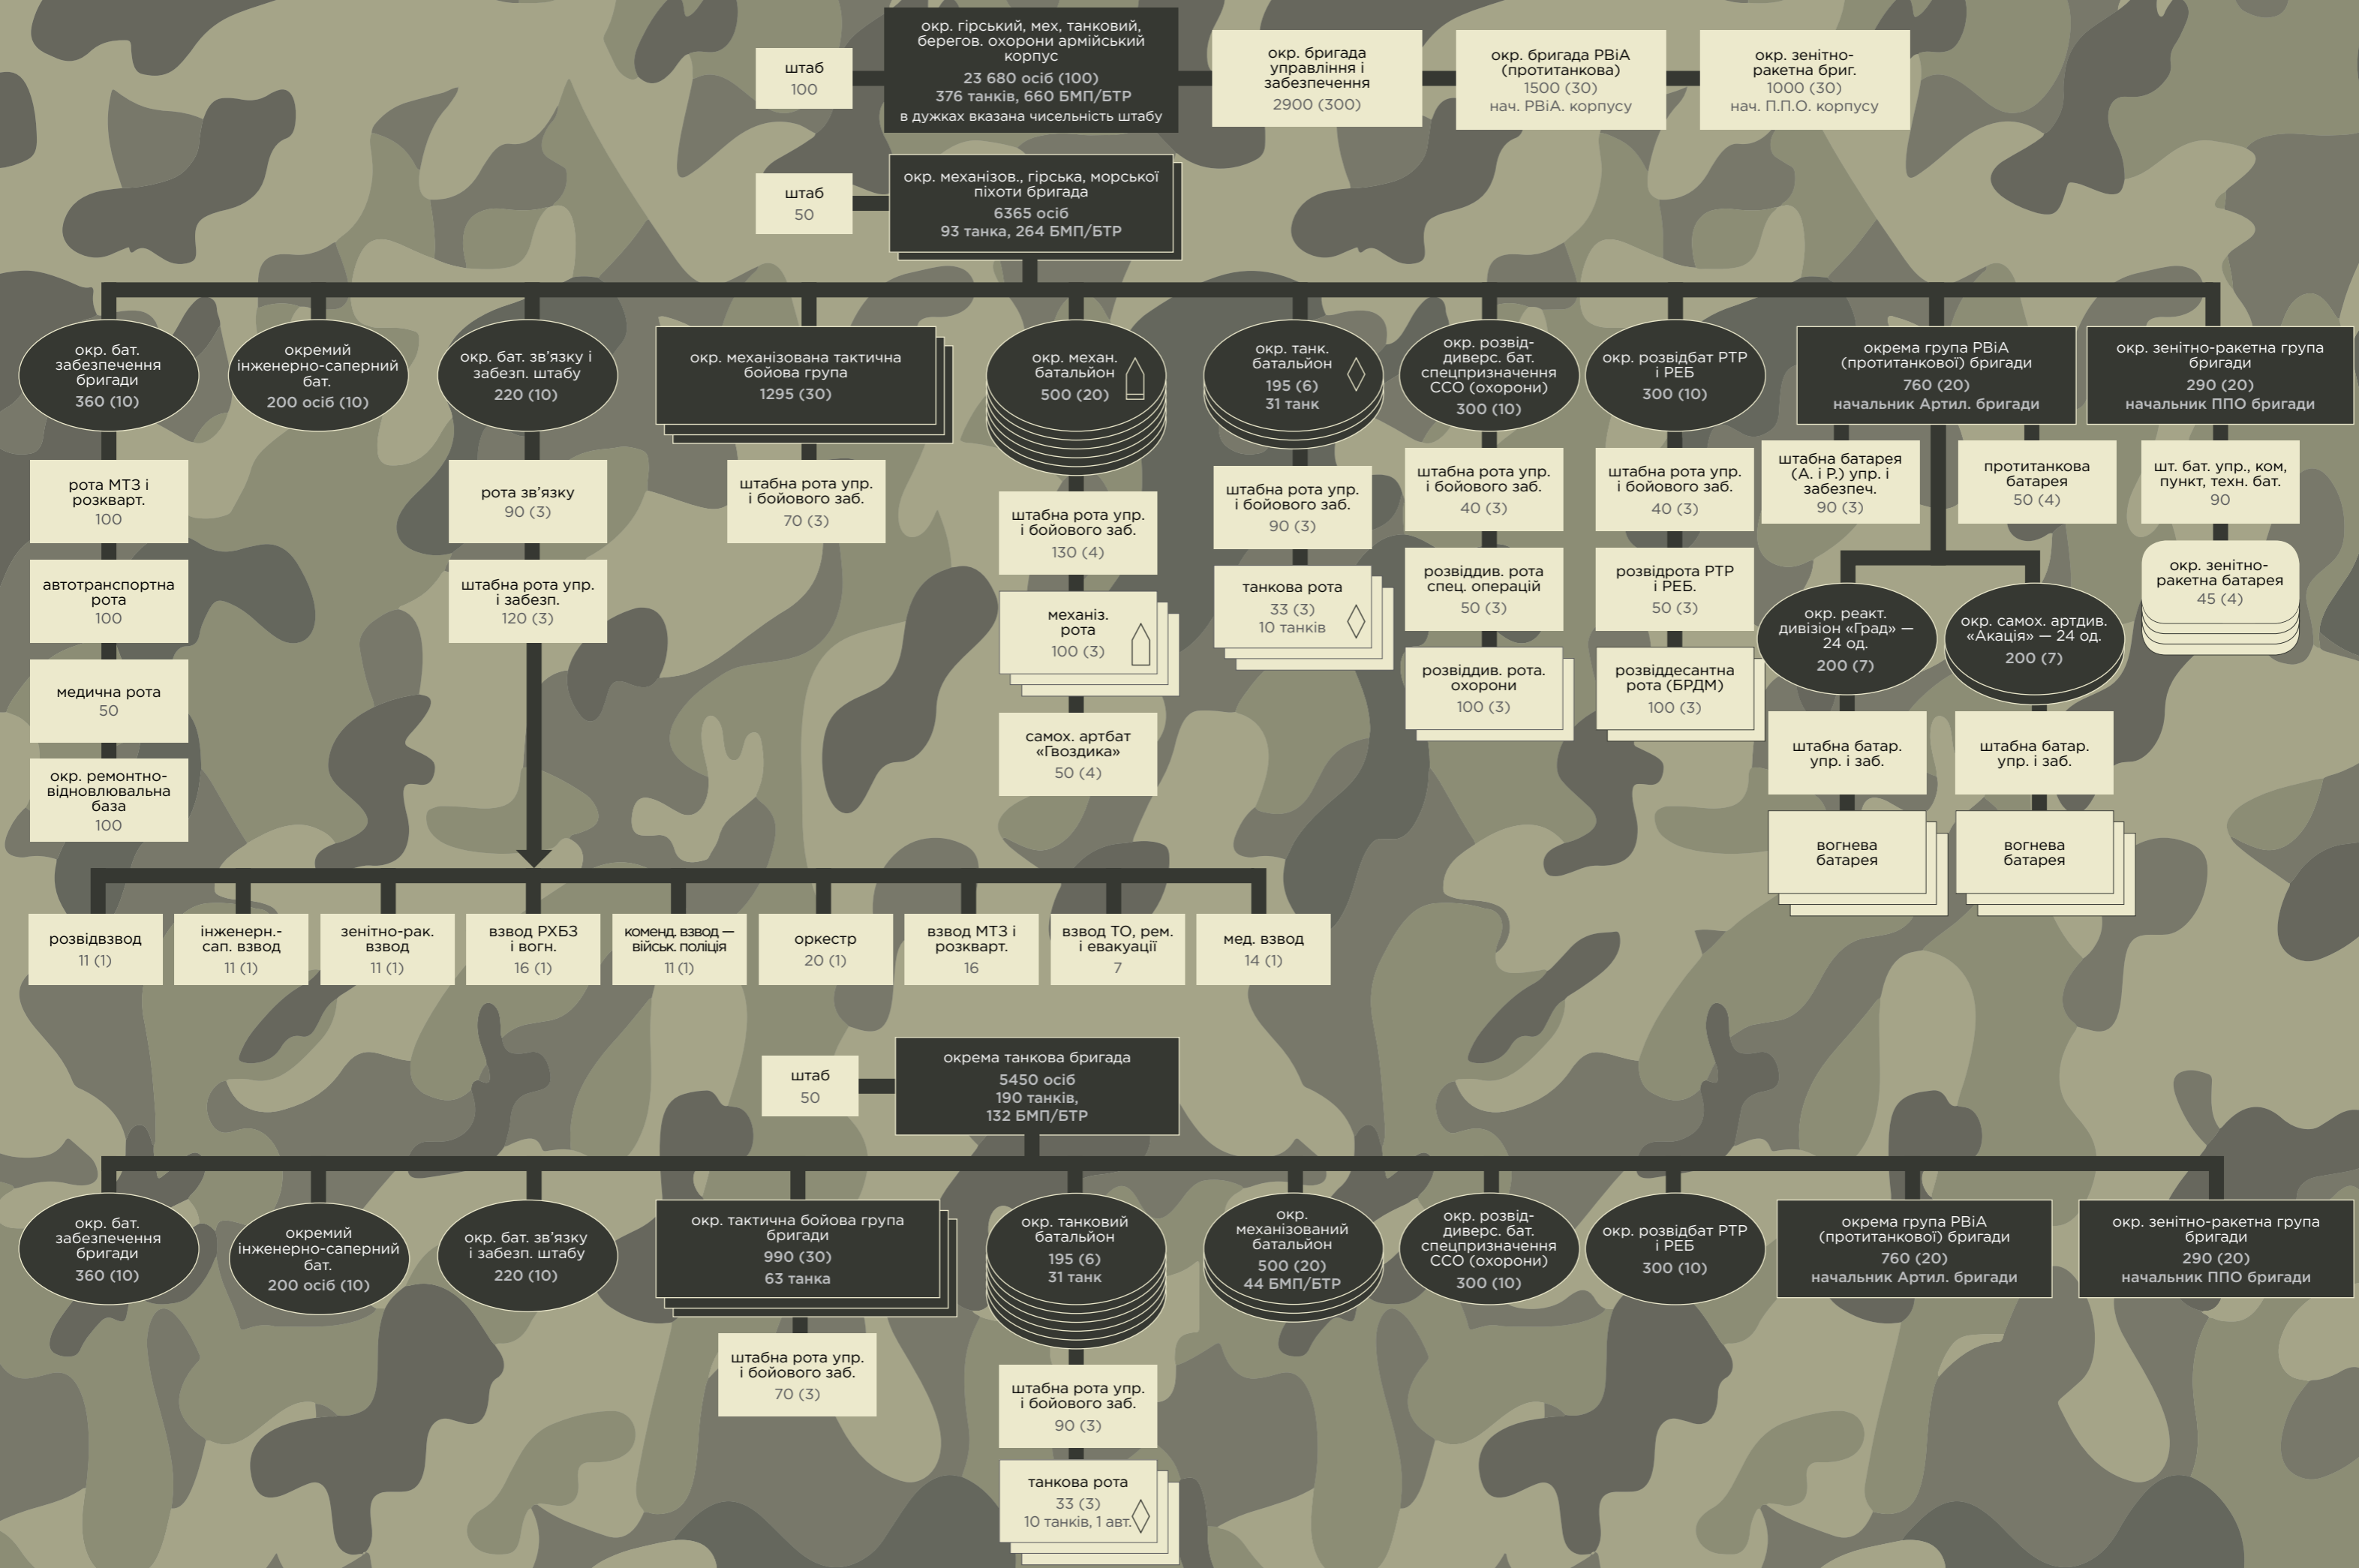 штаб
100
окр. гірський, мех, танковий,
берегов. охорони армійський
корпус
23 680 осіб (100)
376 танків, 660 БМП/БТР
в дужках вказана чисельність штабу
окр. бригада
управління і
забезпечення
2900 (300)
окр. бригада РВіА
(протитанкова)
1500 (30)
нач. РВіА. корпусу
окр. зенітно-
ракетна бриг.
1000 (30)
нач. П.П.О. корпусу
штаб
50
окр. механізов., гірська, морської
піхоти бригада
6365 осіб
93 танка, 264 БМП/БТР
окр. бат.
забезпечення
бригади
360 (10)
окремий
інженерно-саперний
бат.
200 осіб (10)
окр. бат. зв’язку і
забезп. штабу
220 (10)
окр. механізована тактична
бойова група
1295 (30)
окр. механ.
батальйон
500 (20)
окр. танк.
батальйон
195 (6)
31 танк
окр. розвід-
диверс. бат.
спецпризначення
ССО (охорони)
300 (10)
окр. розвідбат РТР
і РЕБ
300 (10)
окрема група РВіА
(протитанкової) бригади
760 (20)
начальник Артил. бригади
окр. зенітно-ракетна група
бригади
290 (20)
начальник ППО бригади
рота МТЗ і
розкварт.
100
автотранспортна
рота
100
медична рота
50
окр. ремонтно-
відновлювальна
база
100
рота зв’язку
90 (3)
штабна рота упр.
і забезп.
120 (3)
штабна рота упр.
і бойового заб.
70 (3)
штабна рота упр.
і бойового заб.
130 (4)
механіз.
рота
100 (3)
самох. артбат
«Гвоздика»
50 (4)
штабна рота упр.
і бойового заб.
90 (3)
танкова рота
33 (3)
10 танків
штабна рота упр.
і бойового заб.
40 (3)
розвіддив. рота
спец. операцій
50 (3)
розвіддив. рота.
охорони
100 (3)
штабна рота упр.
і бойового заб.
40 (3)
розвідрота РТР
і РЕБ.
50 (3)
розвіддесантна
рота (БРДМ)
100 (3)
штабна батарея
(А. і Р.) упр. і
забезпеч.
90 (3)
протитанкова
батарея
50 (4)
шт. бат. упр., ком,
пункт, техн. бат.
90
окр. зенітно-
ракетна батарея
45 (4)
окр. реакт.
дивізіон «Град» —
24 од.
200 (7)
окр. самох. артдив.
«Акація» — 24 од.
200 (7)
штабна батар.
упр. і заб.
штабна батар.
упр. і заб.
вогнева
батарея
вогнева
батарея
розвідвзвод
11 (1)
інженерн.-
сап. взвод
11 (1)
зенітно-рак.
взвод
11 (1)
взвод РХБЗ
і вогн.
16 (1)
коменд. взвод —
військ. поліція
11 (1)
оркестр
20 (1)
взвод МТЗ і
розкварт.
16
взвод ТО, рем.
і евакуації
7
мед. взвод
14 (1)
штаб
50
окрема танкова бригада
5450 осіб
190 танків,
132 БМП/БТР
окр. бат.
забезпечення
бригади
360 (10)
окремий
інженерно-саперний
бат.
200 осіб (10)
окр. бат. зв’язку
і забезп. штабу
220 (10)
окр. тактична бойова група
бригади
990 (30)
63 танка
окр. танковий
батальйон
195 (6)
31 танк
окр.
механізований
батальйон
500 (20)
44 БМП/БТР
окр. розвід-
диверс. бат.
спецпризначення
ССО (охорони)
300 (10)
окр. розвідбат РТР
і РЕБ
300 (10)
окрема група РВіА
(протитанкової) бригади
760 (20)
начальник Артил. бригади
окр. зенітно-ракетна група
бригади
290 (20)
начальник ППО бригади
штабна рота упр.
і бойового заб.
70 (3)
штабна рота упр.
і бойового заб.
90 (3)
танкова рота
33 (3)
10 танків, 1 авт.